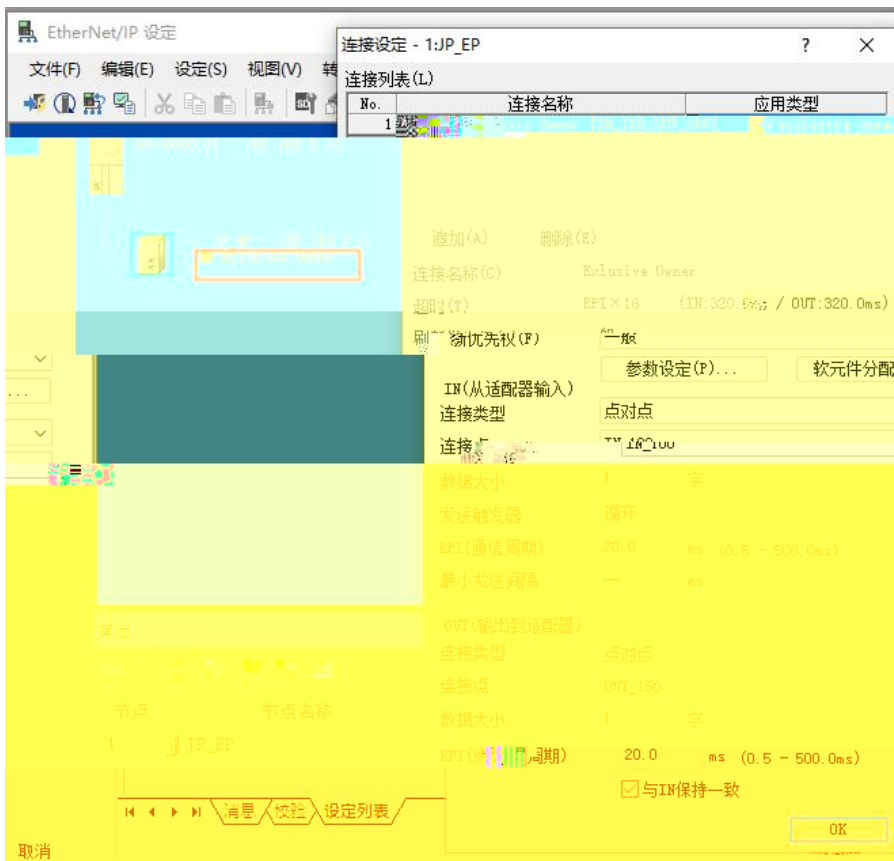 EtherNet/IP 设定
文件(F) 编辑(E) 设定(S) 视图(V) 转
连接设定 - 1:JP_EP ? ×
连接列表(L)
No. 连接名称 应用类型
1
追加(A) 删除(E)
连接名称(C) Exlusive Owner
超时(T) RPI×16 (IN:320.0ms / OUT:320.0ms)
刷新优先权(F) 一般
参数设定(P)... 软元件分配
IN(从适配器输入)
连接类型 点对点
连接点
数据大小 1 字
发送触发器 循环
RPI(通信周期) 20.0 ms (0.5 - 500.0ms)
最小发送间隔 --- ms
输出
OUT(输出到适配器)
连接类型 点对点
连接点 OUT_150
节点 节点名称
数据大小 1 字
1 JP_EP
RPI(通 周期) 20.0 ms (0.5 - 500.0ms)
与IN保持一致
消息 校验 设定列表
OK
取消